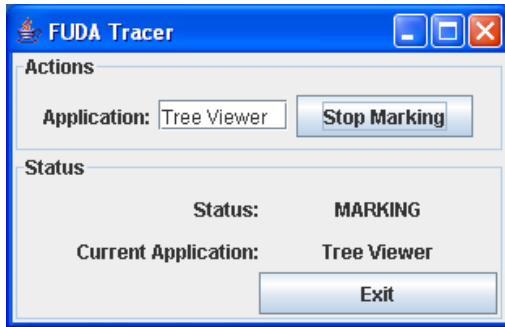 FUDA Tracer
Actions
Application: Tree Viewer Stop Marking
Status
Status: MARKING
Current Application: Tree Viewer
Exit